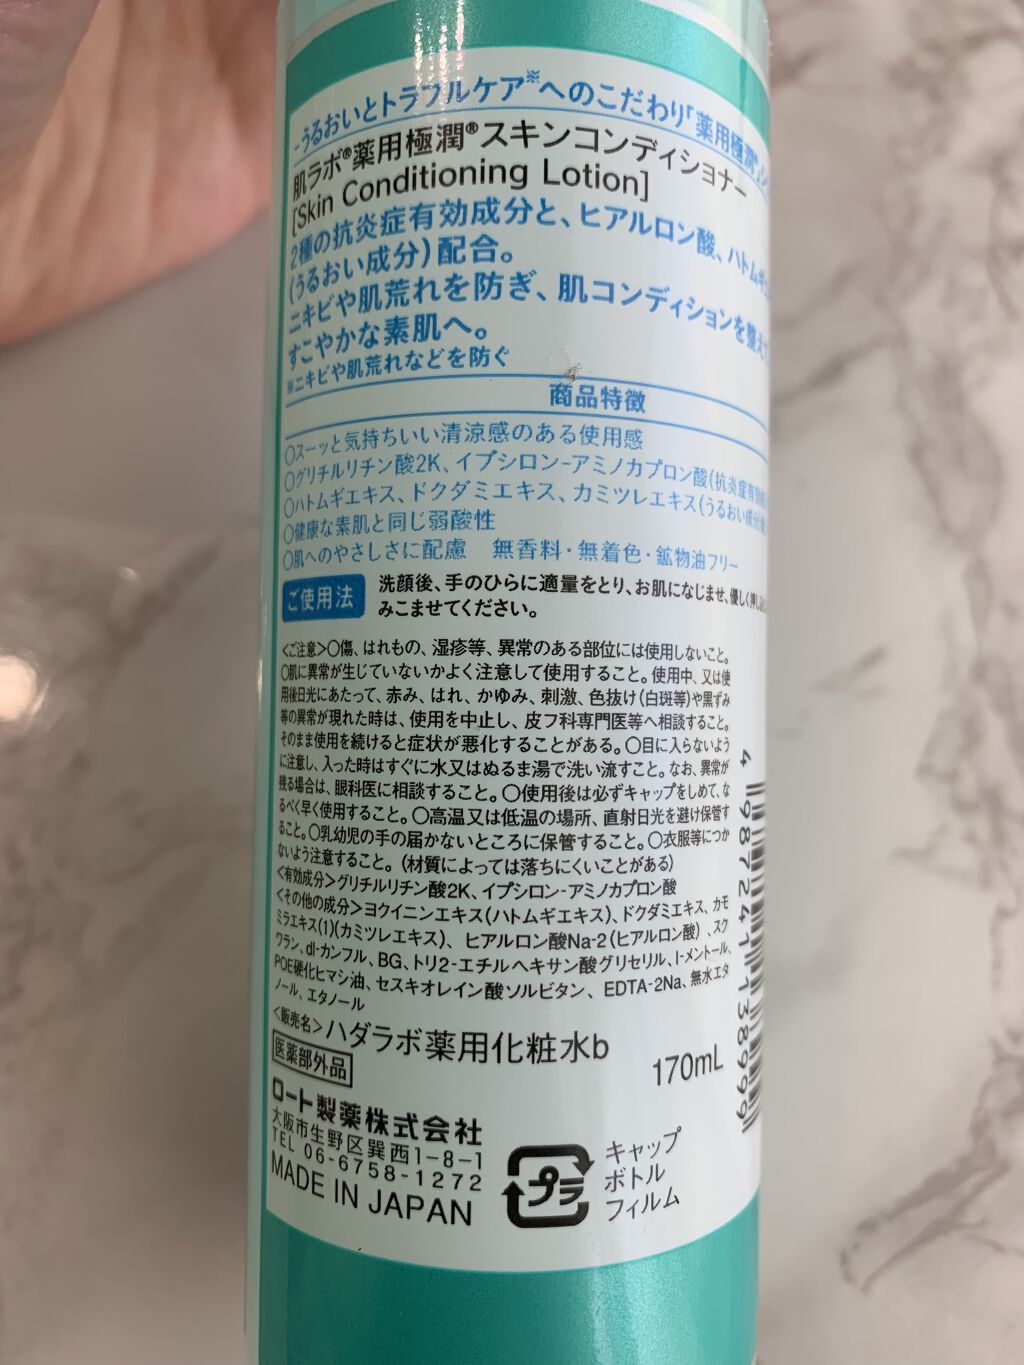 -うるおいとトラブルケア※へのこだわり「薬用極潤」シ
肌ラボ®薬用極潤®スキンコンディショナー
[Skin Conditioning Lotion]
2種の抗炎症有効成分と、ヒアルロン酸、ハトムギ
(うるおい成分)配合。
ニキビや肌荒れを防ぎ、肌コンディションを整えて
すこやかな素肌へ。
※ニキビや肌荒れなどを防ぐ
商品特徴
○スーッと気持ちいい清涼感のある使用感
○グリチルリチン酸2K、イプシロン-アミノカプロン酸(抗炎症有効
○ハトムギエキス、ドクダミエキス、カミツレエキス(うるおい成分)
○健康な素肌と同じ弱酸性
○肌へのやさしさに配慮 無香料・無着色・鉱物油フリー
ご使用法
洗顔後、手のひらに適量をとり、お肌になじませ、優しく押し
みこませてください。
<ご注意>○傷、はれもの、湿疹等、異常のある部位には使用しないこと。
○肌に異常が生じていないかよく注意して使用すること。使用中、又は使
用後日光にあたって、赤み、はれ、かゆみ、刺激、色抜け(白斑等)や黒ずみ
等の異常が現れた時は、使用を中止し、皮フ科専門医等へ相談すること。
そのまま使用を続けると症状が悪化することがある。○目に入らないよう
に注意し、入った時はすぐに水又はぬるま湯で洗い流すこと。なお、異常が
残る場合は、眼科医に相談すること。○使用後は必ずキャップをしめて、な
るべく早く使用すること。○高温又は低温の場所、直射日光を避け保管す
ること。○乳幼児の手の届かないところに保管すること。○衣服等につか
ないよう注意すること。(材質によっては落ちにくいことがある)
<有効成分>グリチルリチン酸2K、イプシロン-アミノカプロン酸
<その他の成分>ヨクイニンエキス(ハトムギエキス)、ドクダミエキス、カモ
ミラエキス(1)(カミツレエキス)、ヒアルロン酸Na-2(ヒアルロン酸)、スク
ワラン、dl-カンフル、BG、トリ2-エチルヘキサン酸グリセリル、l-メントール、
POE硬化ヒマシ油、セスキオレイン酸ソルビタン、EDTA-2Na、無水エタ
ノール、エタノール
<販売名>ハダラボ薬用化粧水b
医薬部外品
170mL
ロート製薬株式会社
大阪市生野区巽西1-8-1
TEL 06-6758-1272
MADE IN JAPAN
プラ
キャップ
ボトル
フィルム
4 987241 138999